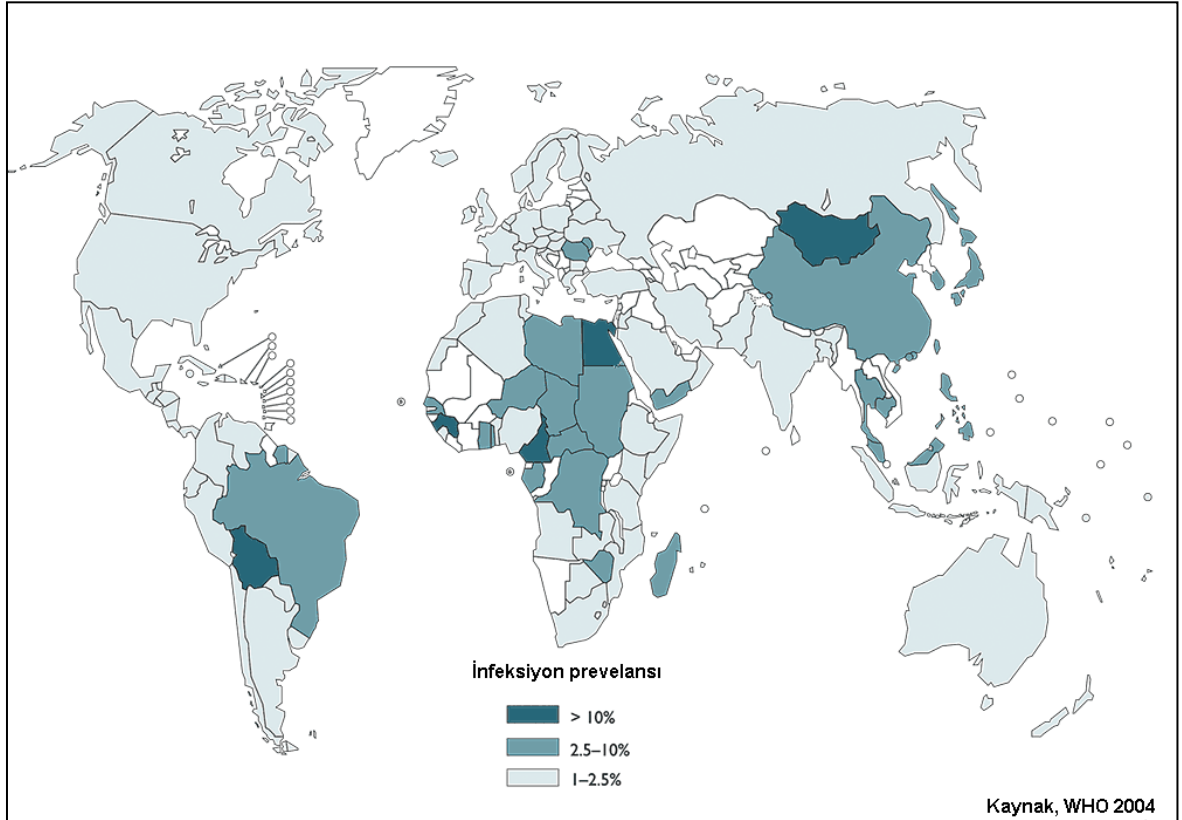 İnfeksiyon prevelansı
> 10%
2.5–10%
1–2.5%
Kaynak, WHO 2004